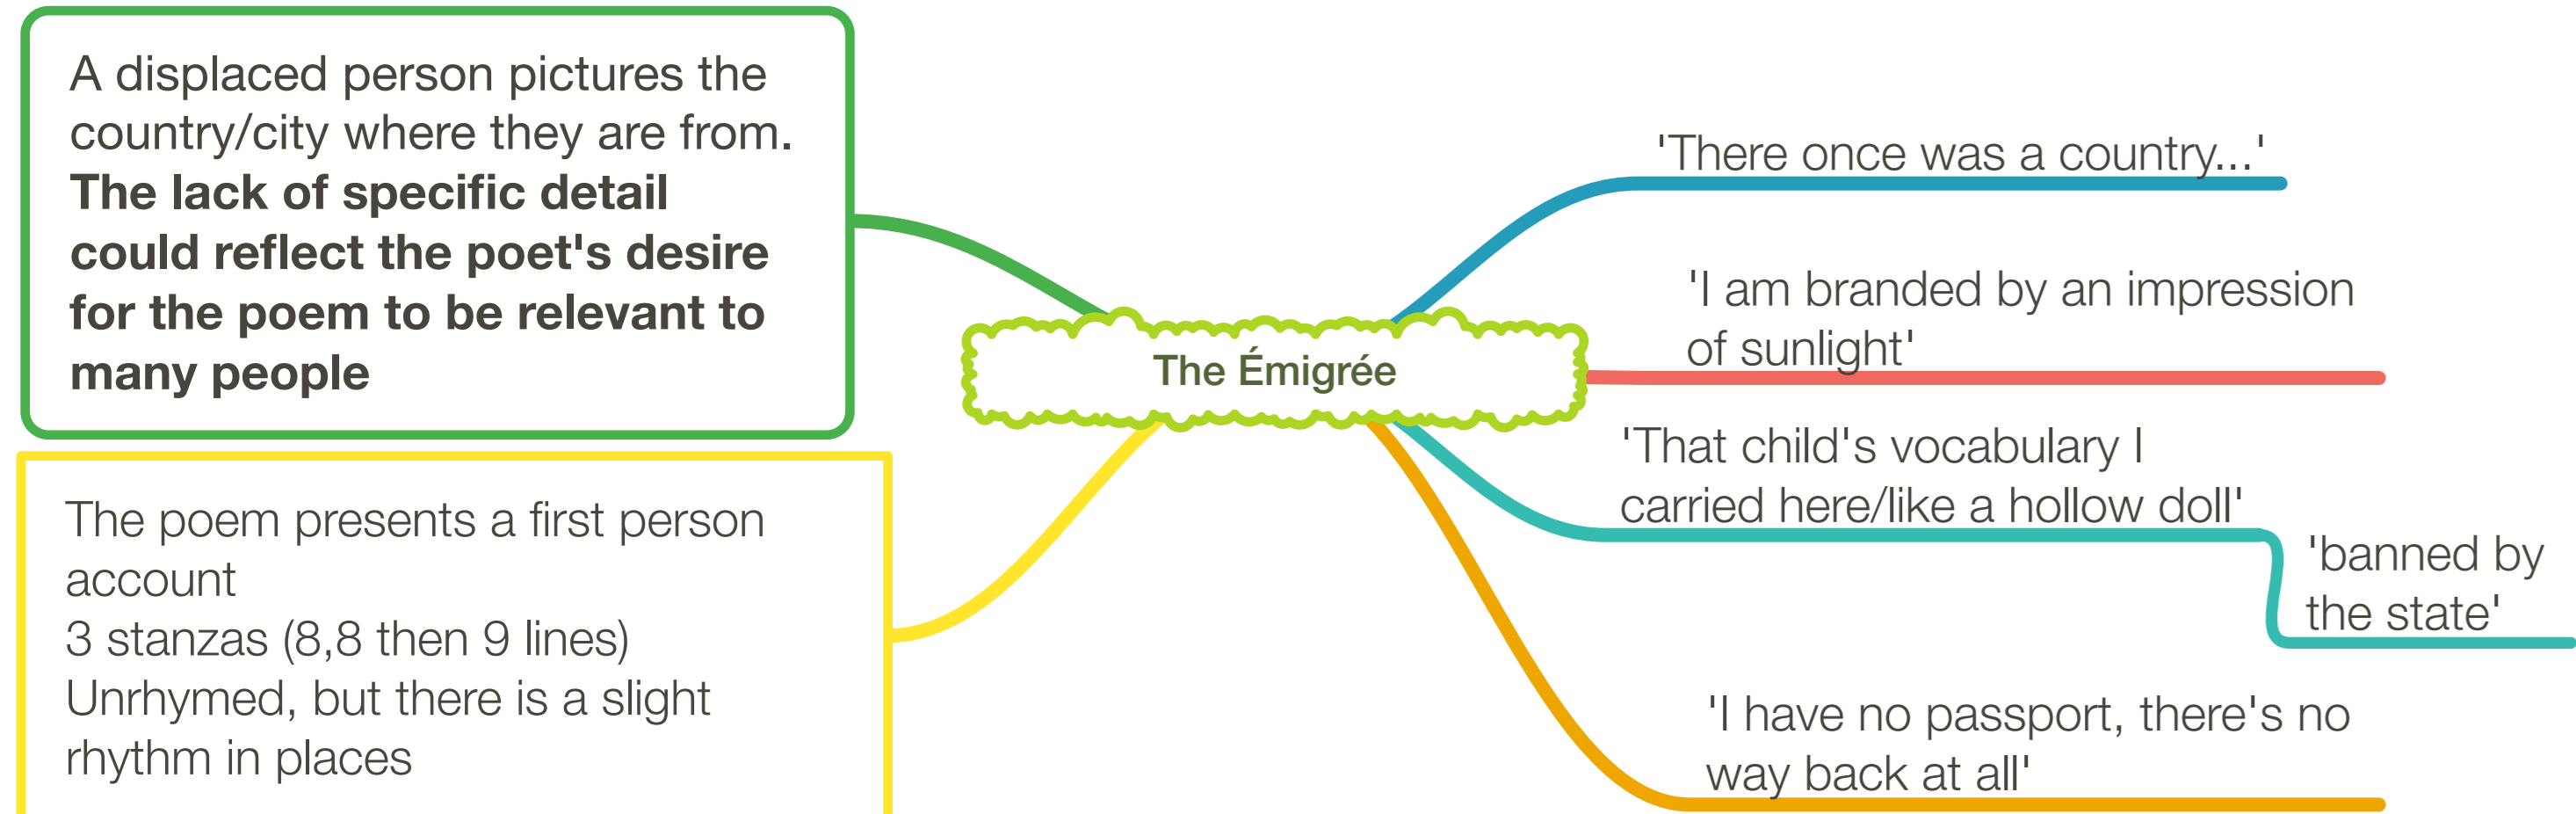 A displaced person pictures the
country/city where they are from.
The lack of specific detail
could reflect the poet's desire
for the poem to be relevant to
many people
The poem presents a first person
account
3 stanzas (8,8 then 9 lines)
Unrhymed, but there is a slight
rhythm in places
The Émigrée
'There once was a country...'
'I am branded by an impression
of sunlight'
'That child's vocabulary I
carried here/like a hollow doll'
'banned by
the state'
'I have no passport, there's no
way back at all'